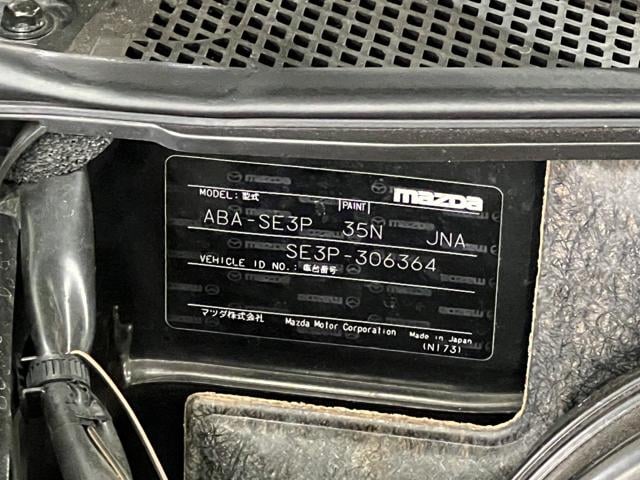 mazda
MODEL:型式 PAINT
ABA-SE3P 35N JNA
SE3P-306364
VEHICLE ID NO.:車台番号
マツダ株式会社 Mazda Motor Corporation Made in Japan
(N173)